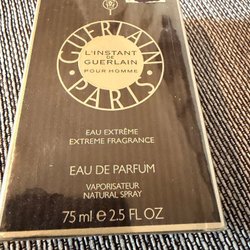 GUERLAIN
L'INSTANT
DE
GUERLAIN
POUR HOMME
PARIS
EAU EXTRÊME
EXTREME FRAGRANCE
EAU DE PARFUM
VAPORISATEUR
NATURAL SPRAY
75 ml ℮ 2.5 FL OZ